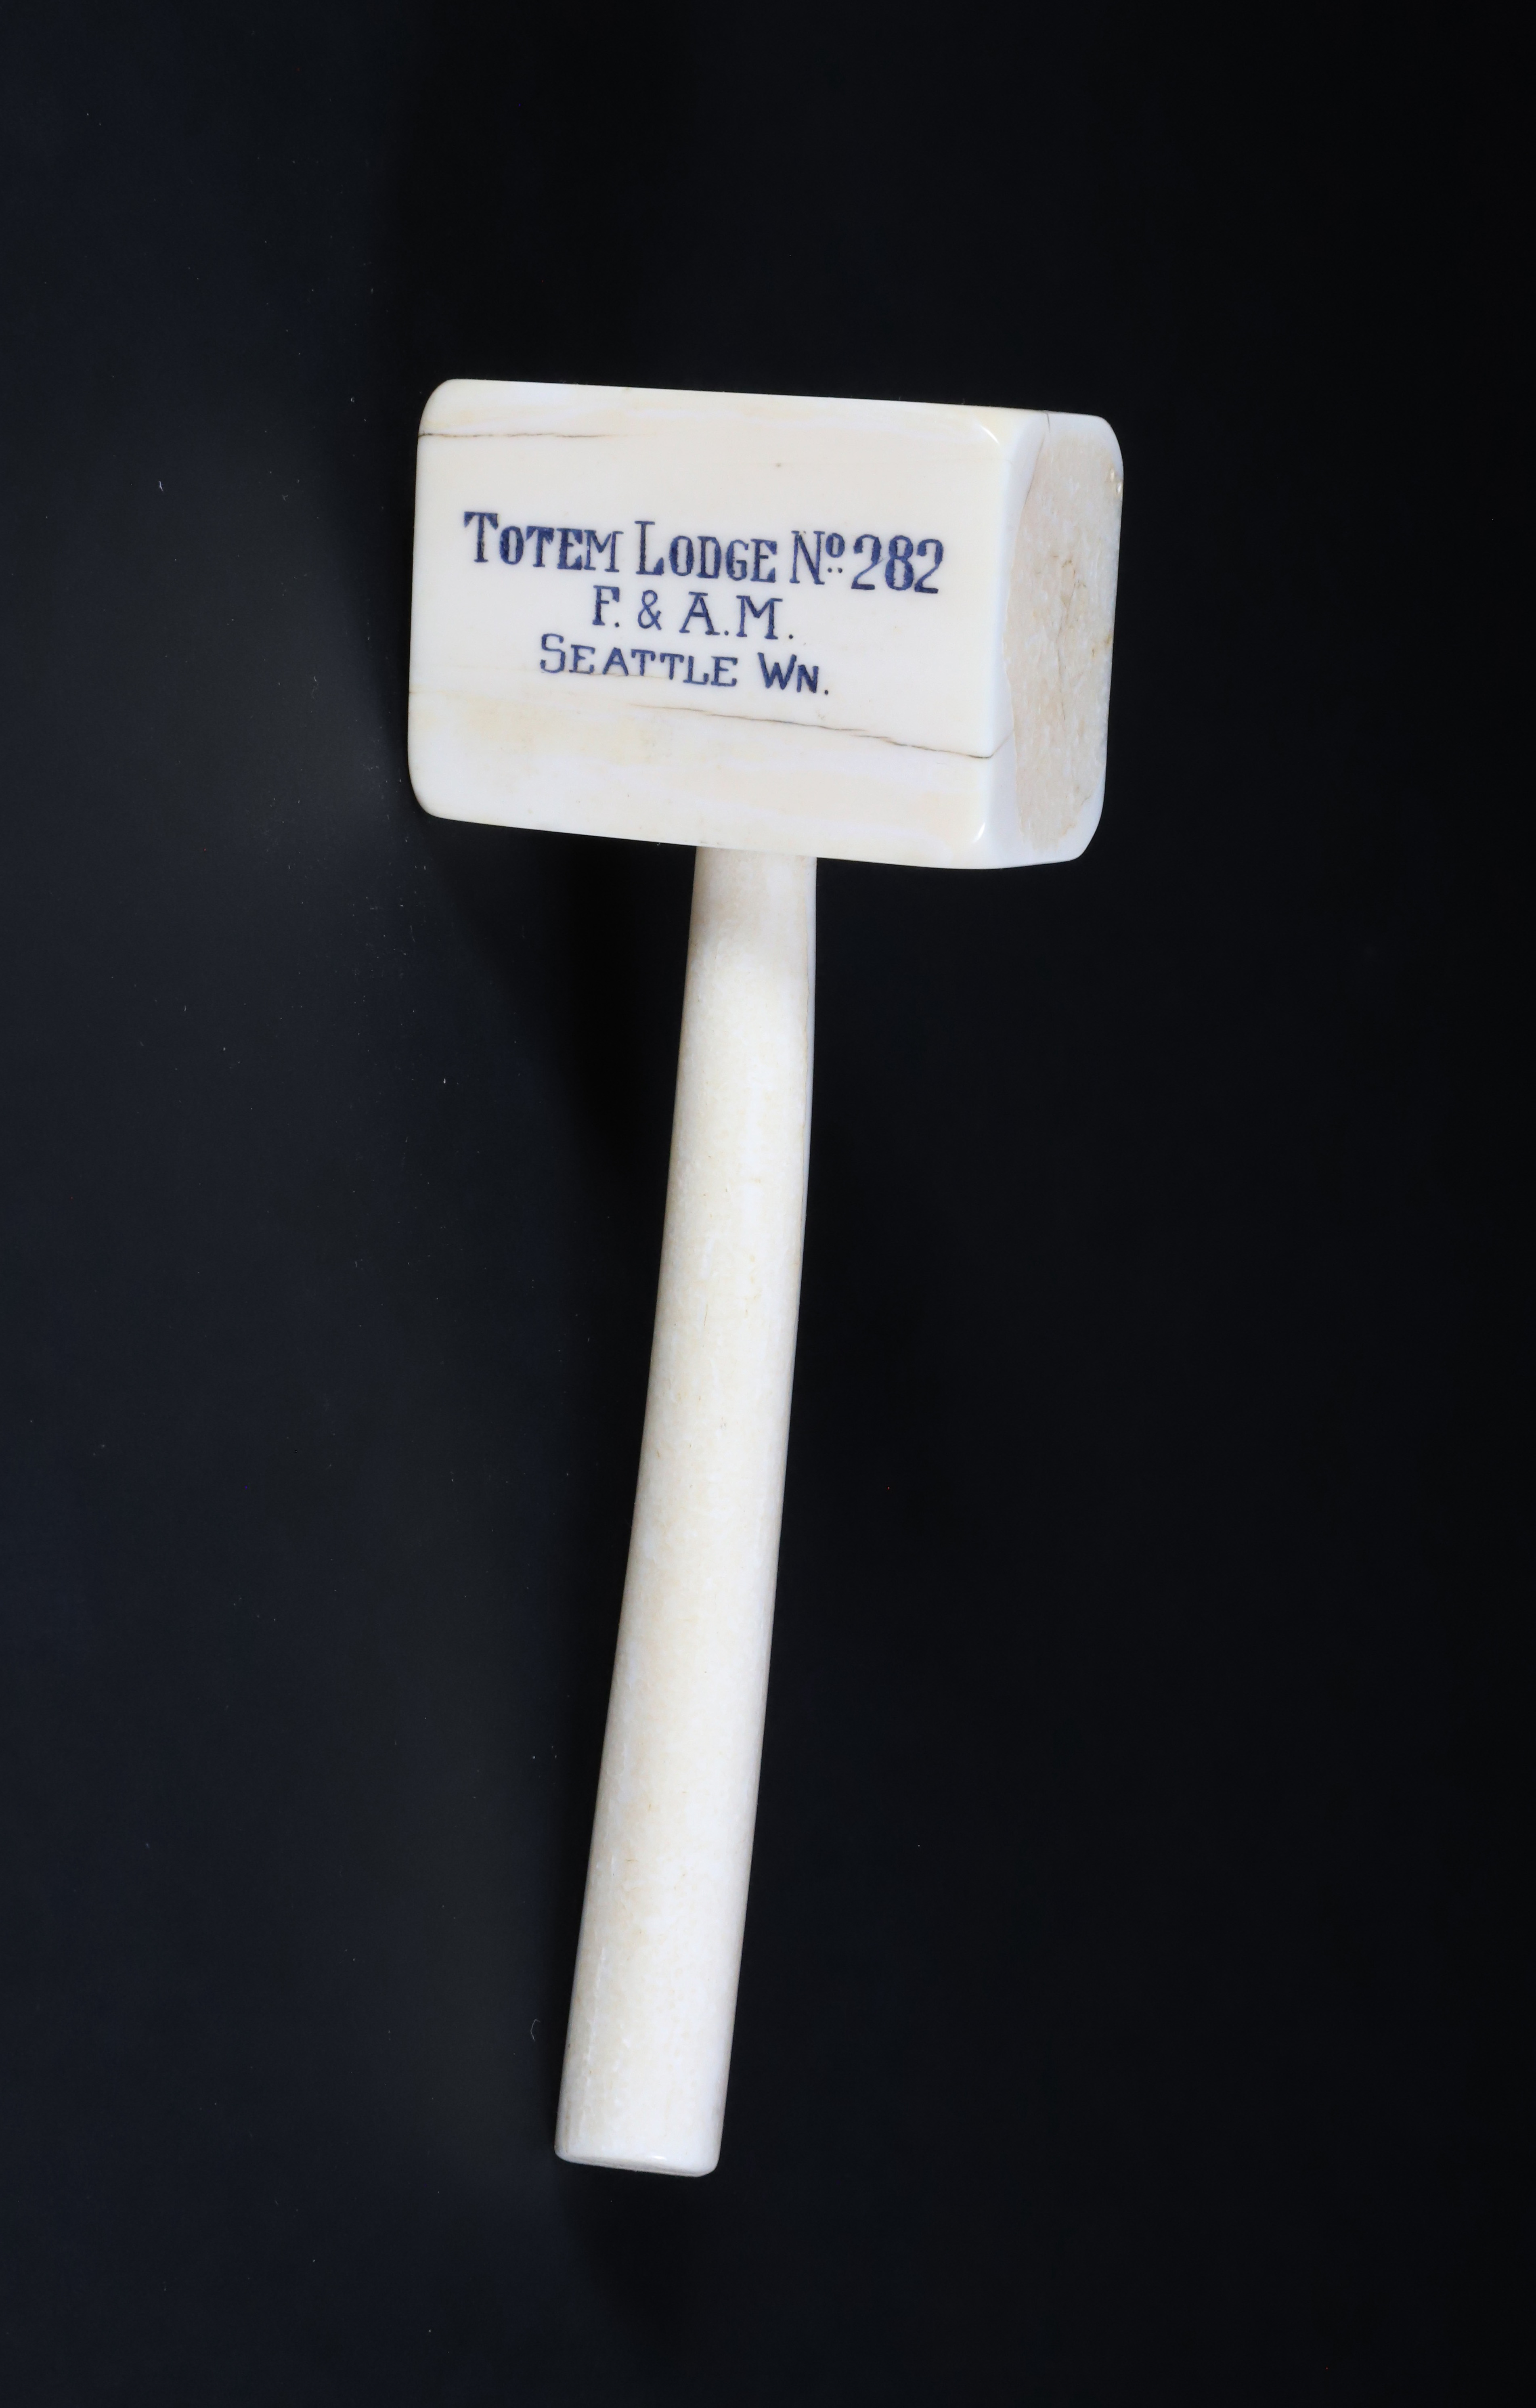 TOTEM LODGE Nº 282
F. & A.M.
SEATTLE WN.